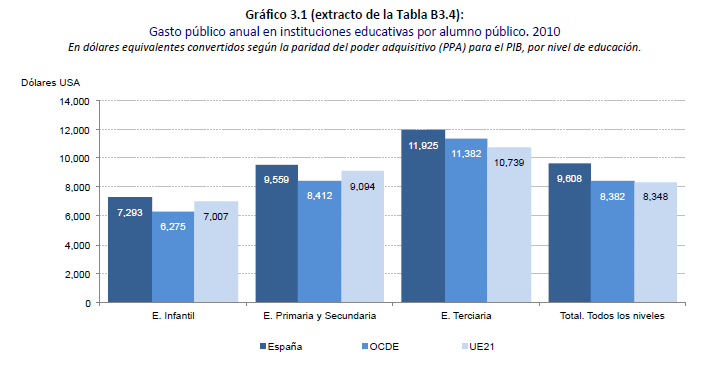 Gráfico 3.1 (extracto de la Tabla B3.4):
Gasto público anual en instituciones educativas por alumno público. 2010
En dólares equivalentes convertidos según la paridad del poder adquisitivo (PPA) para el PIB, por nivel de educación.
Dólares USA
14,000
12,000
10,000
8,000
6,000
4,000
2,000
0
7,293
6,275
7,007
9,559
8,412
9,094
11,925
11,382
10,739
9,608
8,382
8,348
E. Infantil
E. Primaria y Secundaria
E. Terciaria
Total. Todos los niveles
España
OCDE
UE21